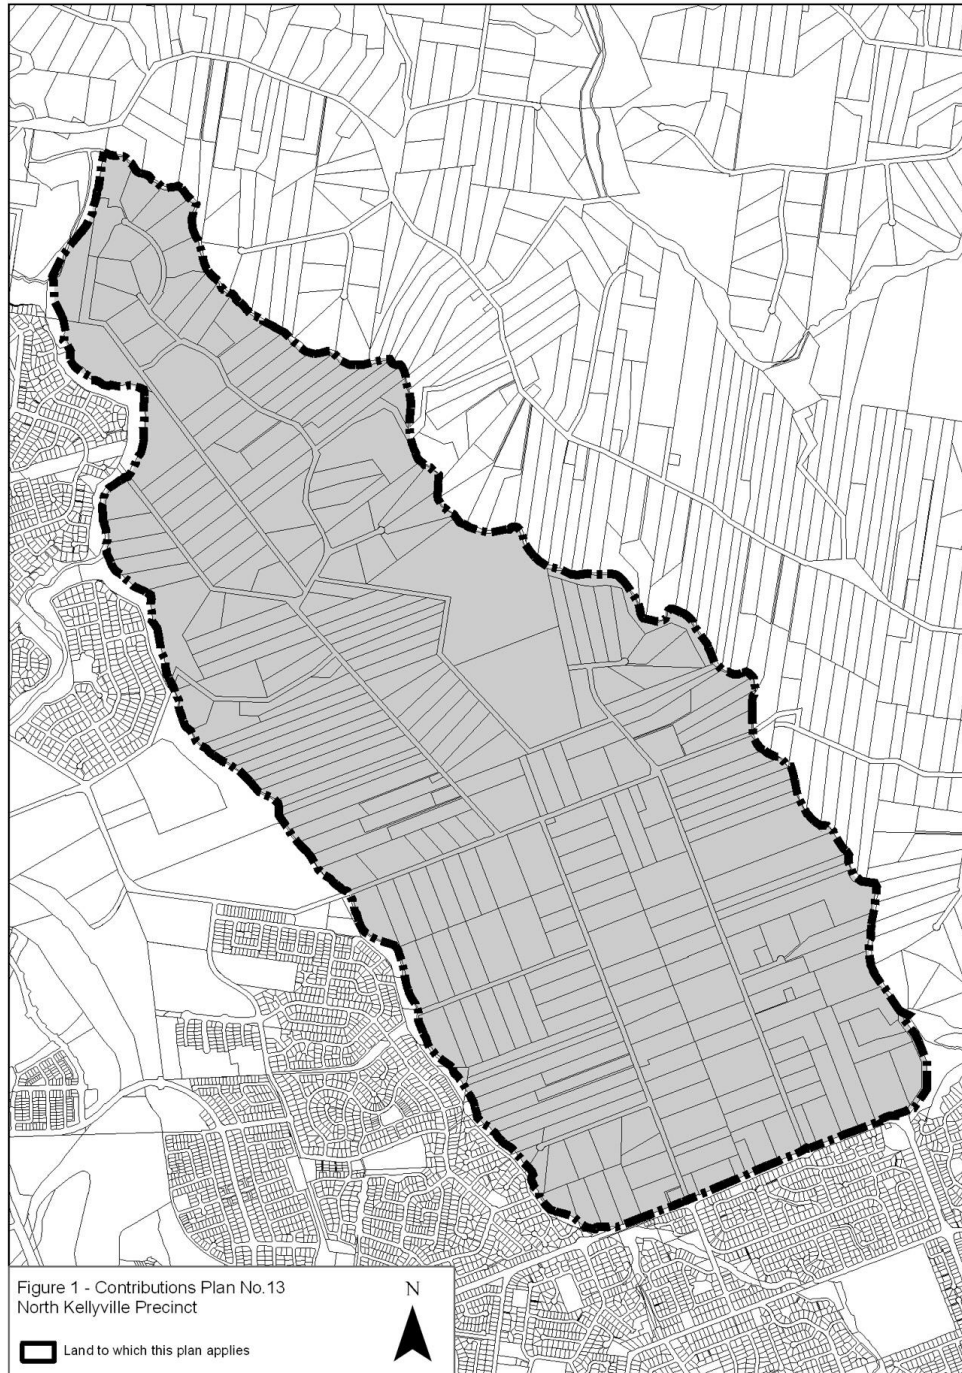 Figure 1 - Contributions Plan No.13
North Kellyville Precinct
N
Land to which this plan applies